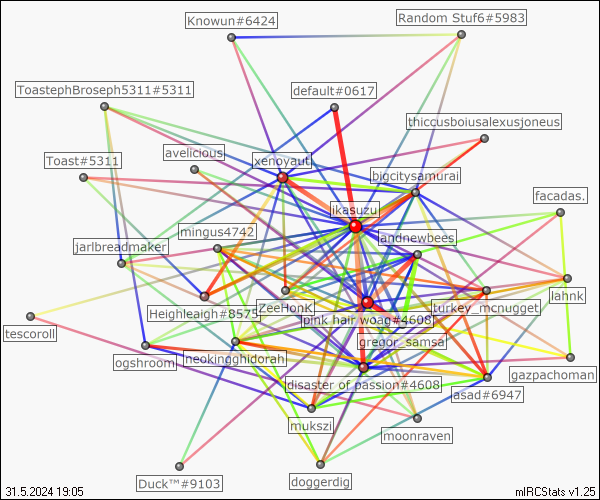 Knowun#6424
Random Stuf6#5983
ToastephBroseph5311#5311
default#0617
thiccusboiusalexusjoneus
avelicious
Toast#5311
xenoyaut
bigcitysamurai
facadas.
ikasuzu
mingus4742
landnewbees
jarlbreadmaker
lahnk
Heighleaigh#8575
ZeeHonk
turkey_mcnugget
pink hair woag#4608
tescoroll
gregor_samsa
ogshroom
neokingghidorah
gazpachoman
disaster of passion#4608
asad#6947
mukszi
moonraven
doggerdig
Duck™#9103
31.5.2024 19:05
mIRCStats v1.25